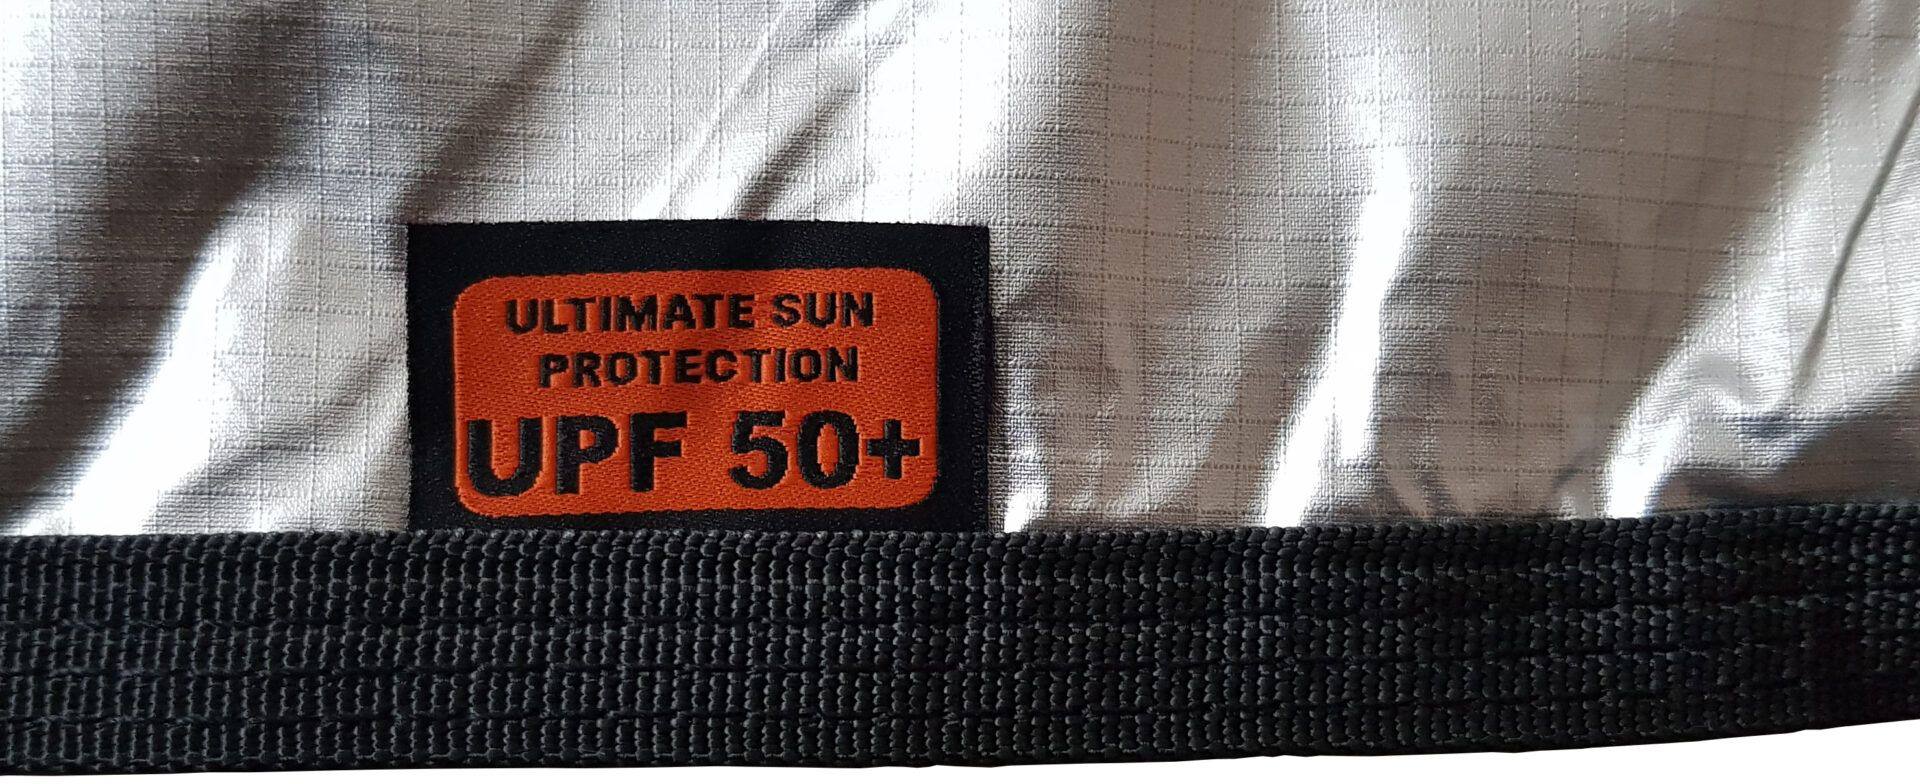 ULTIMATE SUN
PROTECTION
UPF 50+